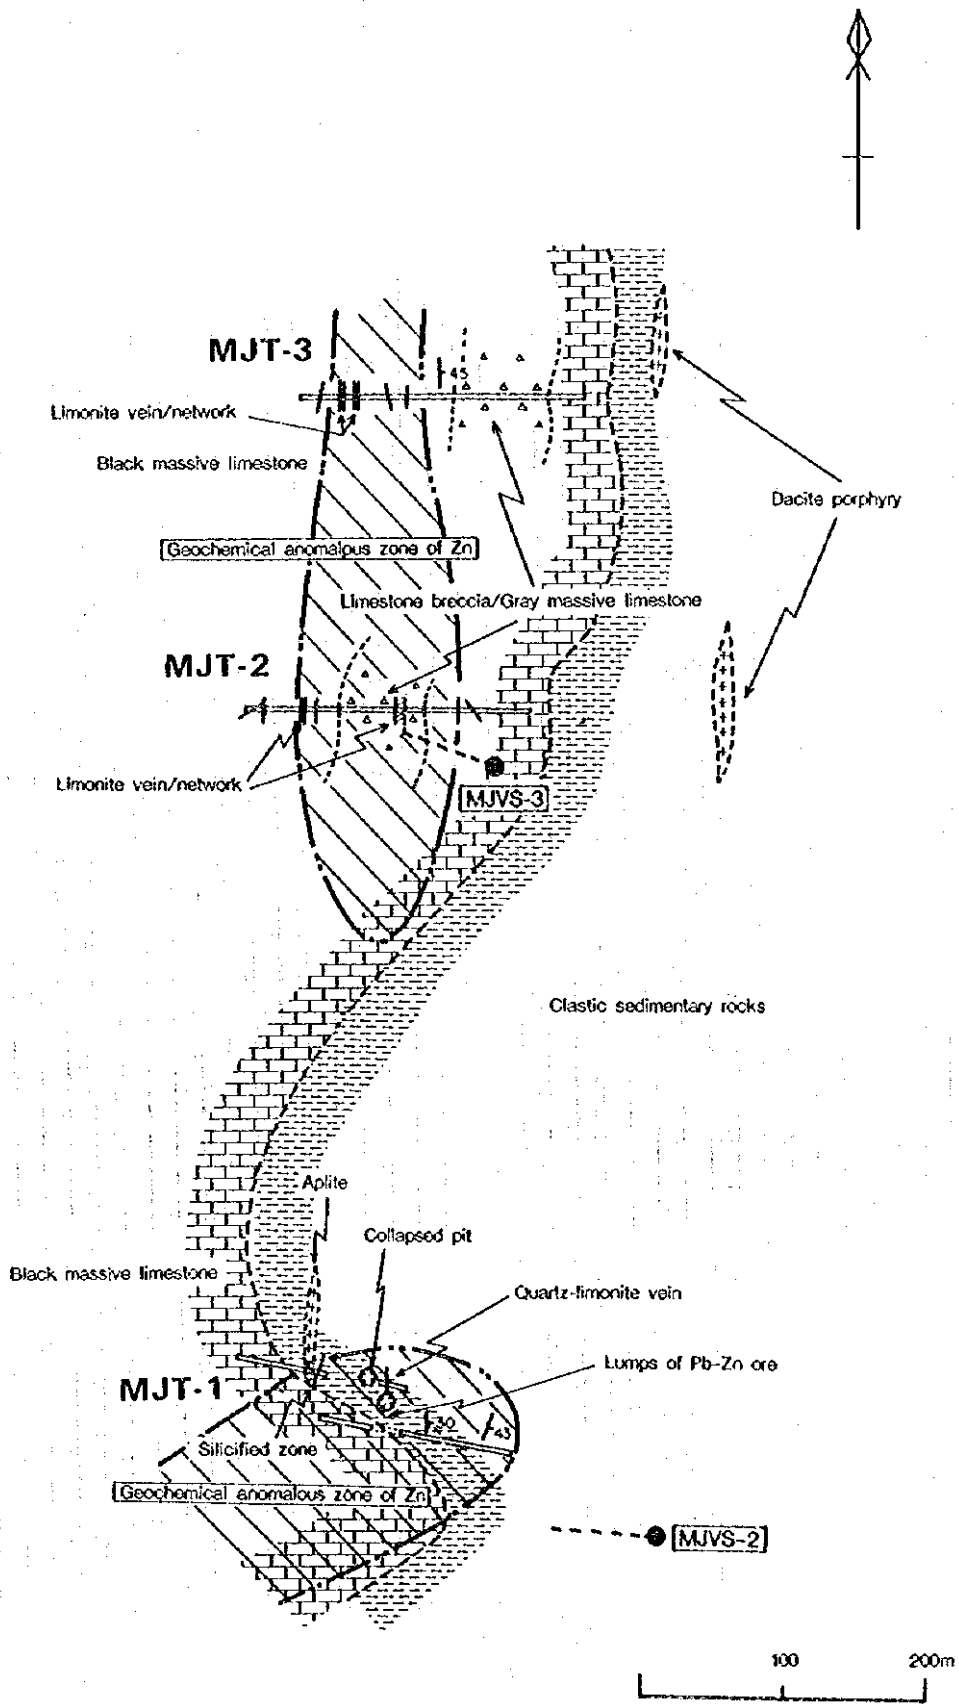 MJT-3
45
Limonite vein/network
Black massive limestone
Dacite porphyry
Geochemical anomalous zone of Zn
Limestone breccia/Gray massive limestone
MJT-2
Limonite vein/network
MJVS-3
Clastic sedimentary rocks
Aplite
Collapsed pit
Black massive limestone
Quartz-limonite vein
Lumps of Pb-Zn ore
MJT-1
30
43
Silicified zone
Geochemical anomalous zone of Zn
MJVS-2
100
200m